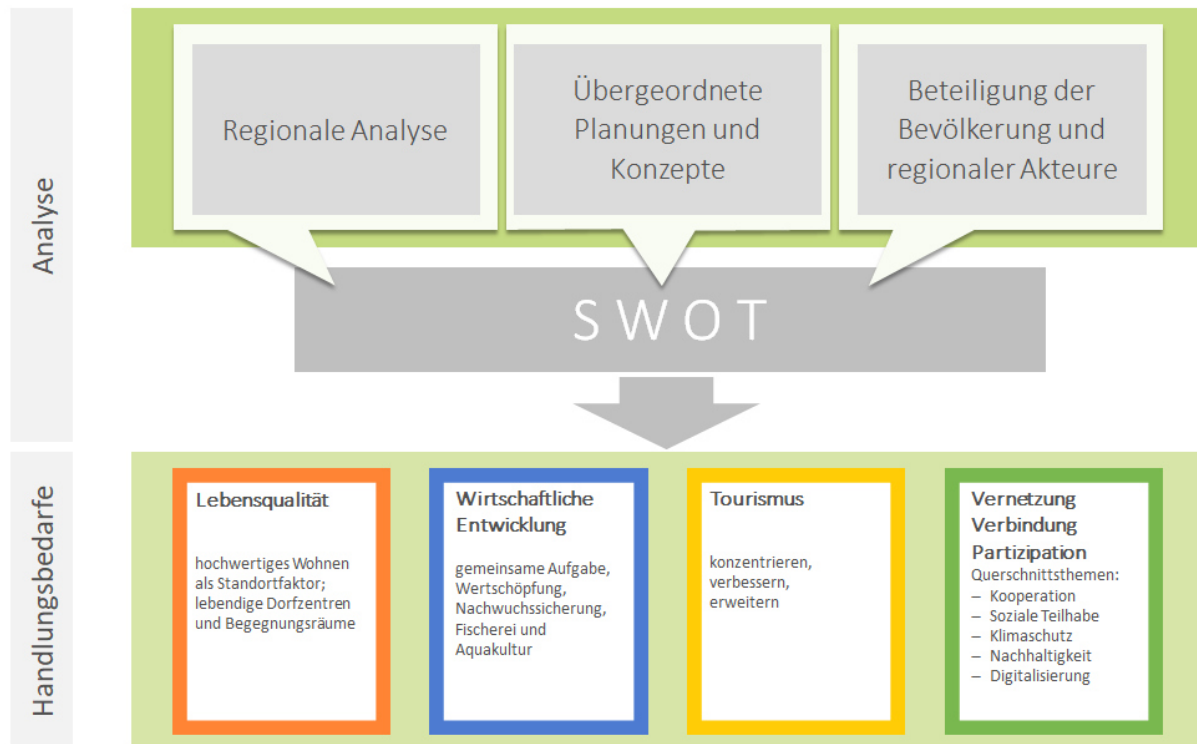 Analyse
Regionale Analyse
Übergeordnete
Planungen und
Konzepte
Beteiligung der
Bevölkerung und
regionaler Akteure
SWOT
Handlungsbedarfe
Lebensqualität
hochwertiges Wohnen
als Standortfaktor;
lebendige Dorfzentren
und Begegnungsräume
Wirtschaftliche
Entwicklung
gemeinsame Aufgabe,
Wertschöpfung,
Nachwuchssicherung,
Fischerei und
Aquakultur
Tourismus
konzentrieren,
verbessern,
erweitern
Vernetzung
Verbindung
Partizipation
Querschnittsthemen:
– Kooperation
– Soziale Teilhabe
– Klimaschutz
– Nachhaltigkeit
– Digitalisierung